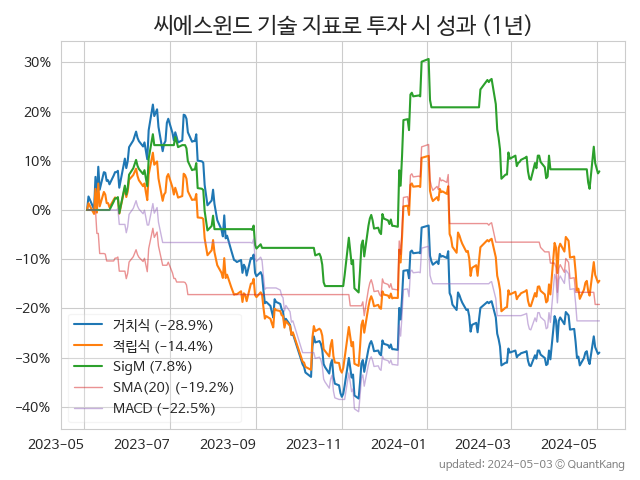 씨에스윈드 기술 지표로 투자 시 성과 (1년)
30%
20%
10%
0%
−10%
−20%
−30%
−40%
거치식 (−28.9%)
적립식 (−14.4%)
SigM (7.8%)
SMA(20) (−19.2%)
MACD (−22.5%)
2023-05
2023-07
2023-09
2023-11
2024-01
2024-03
2024-05
updated: 2024-05-03 ⓒ QuantKang